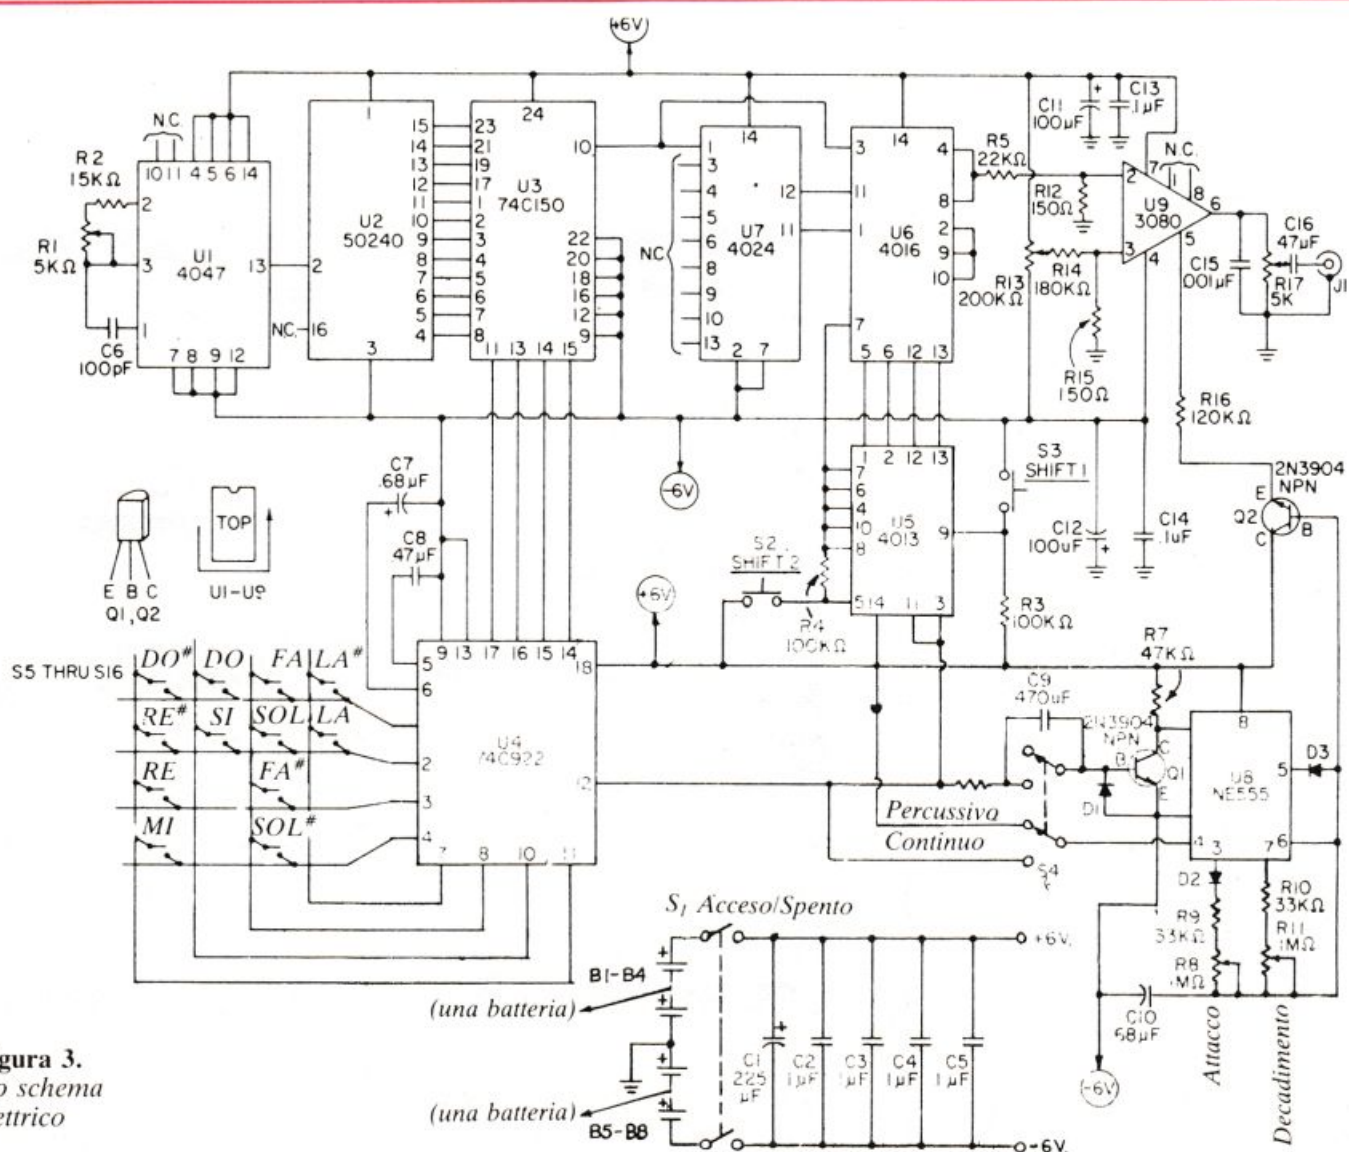 +6V
N.C.
10 11 4 5 6 14
R2
15KΩ
2
R1
5KΩ
3
U1
4047
13
1
C6
100pF
7 8 9 12
1
2
U2
50240
N.C. 16
3
15 14 13 12 11 10 9 8 7 6 5 4
24
23 21 19 17 1 2 3 4 5 6 7 8
U3
74C150
10
22 20 18 16 12 9
11 13 14 15
14
1
3 4 5 6 8 9 10 13
NC
U7
4024
12
11
2 7
14
3
11
1
U6
4016
4
8
2
9
10
7
5 6 12 13
R5
22KΩ
R12
150Ω
R13
200KΩ
R14
180KΩ
R15
150Ω
C11
100µF
+
C13
.1µF
N.C.
7 1 8
2
3
U9
3080
6
5
4
C15
.001µF
R17
5K
C16
47µF
J1
R16
120KΩ
2N3904
NPN
E
Q2
B
C
-6V
C7
.68µF
+
C8
.47µF
TOP
E B C
Q1, Q2
U1-U9
S2
SHIFT 2
+6V
R4
100KΩ
1 2 12 13
7
6
4
10
8
U5
4013
9
5 14 11 3
S3
SHIFT 1
R3
100KΩ
C12
100uF
+
C14
.1uF
S5 THRU S16
DO# DO FA LA#
RE# SI SOL LA
RE FA#
MI SOL#
9 13 17 16 15 14
5
6
18
2
3
4
U4
74C922
12
7 8 10 11
C9
470uF
R7
47KΩ
2N3904
NPN
C
B
Q1
E
D1
8
5
U8
NE555
D3
4
3 7 6
Percussivo
Continuo
S4
D2
R9
33KΩ
R8
1MΩ
R10
33KΩ
R11
1MΩ
C10
68µF
-6V
Attacco
Decadimento
S1 Acceso/Spento
B1-B4
(una batteria)
+
+
+
+
(una batteria)
B5-B8
+
C1
225
µF
C2
.1µF
C3
.1µF
C4
.1µF
C5
.1µF
+6V.
-6V.
gura 3.
o schema
ettrico